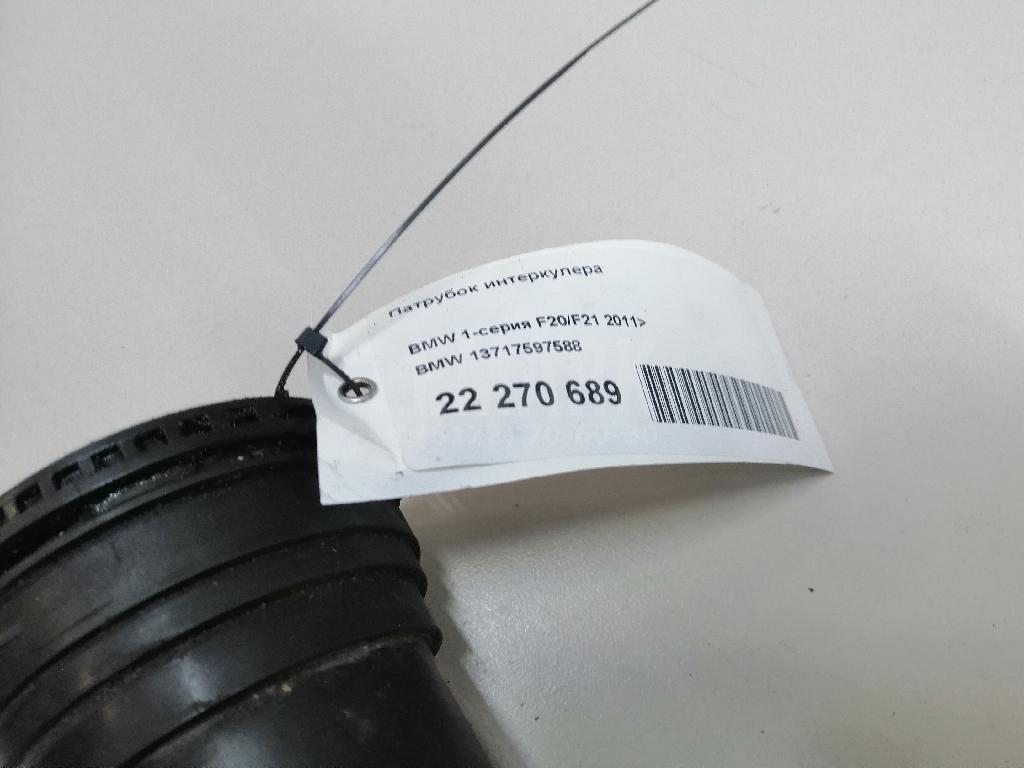 Патрубок интеркулера
BMW 1-серия F20/F21 2011>
BMW 13717597588
22 270 689